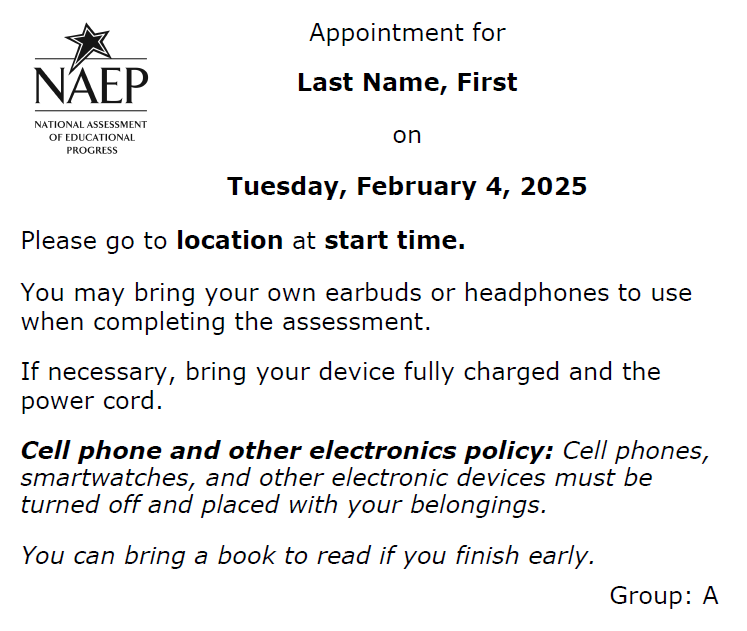 NAEP
NATIONAL ASSESSMENT
OF EDUCATIONAL
PROGRESS
Appointment for
Last Name, First
on
Tuesday, February 4, 2025
Please go to location at start time.
You may bring your own earbuds or headphones to use
when completing the assessment.
If necessary, bring your device fully charged and the
power cord.
Cell phone and other electronics policy: Cell phones,
smartwatches, and other electronic devices must be
turned off and placed with your belongings.
You can bring a book to read if you finish early.
Group: A